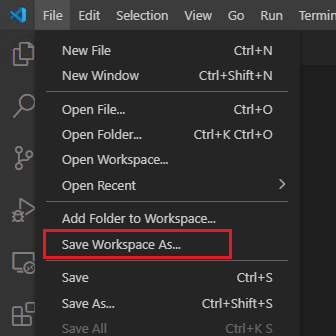 File Edit Selection View Go Run Termin
New File Ctrl+N
New Window Ctrl+Shift+N
Open File... Ctrl+O
Open Folder... Ctrl+K Ctrl+O
Open Workspace...
Open Recent
Add Folder to Workspace...
Save Workspace As...
Save Ctrl+S
Save As... Ctrl+Shift+S
Save All Ctrl+K S